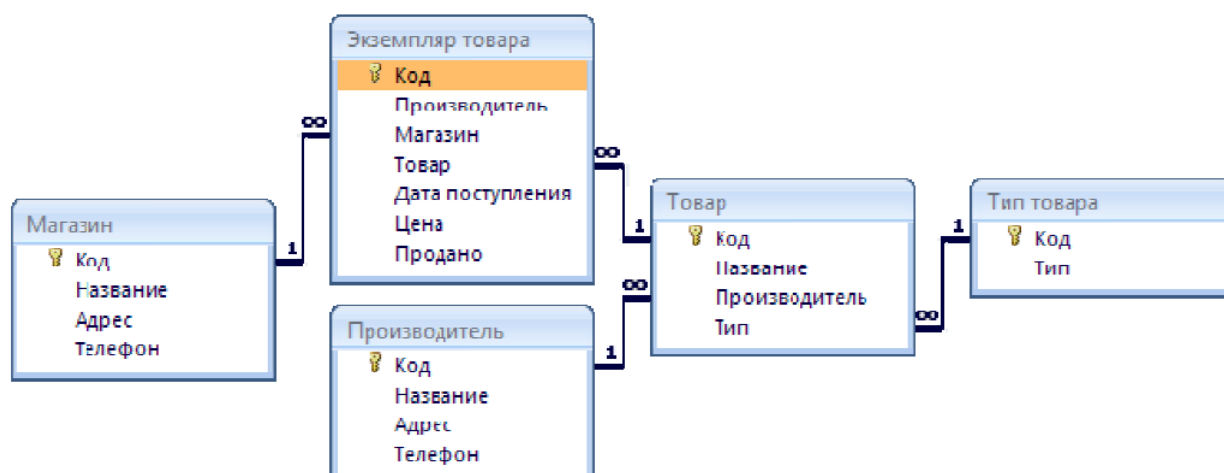 Экземпляр товара
Код
Производитель
Магазин
Товар
Дата поступления
Цена
Продано
∞
1
Магазин
Код
Название
Адрес
Телефон
∞
1
Производитель
Код
Название
Адрес
Телефон
∞
1
Товар
Код
Название
Производитель
Тип
∞
1
Тип товара
Код
Тип